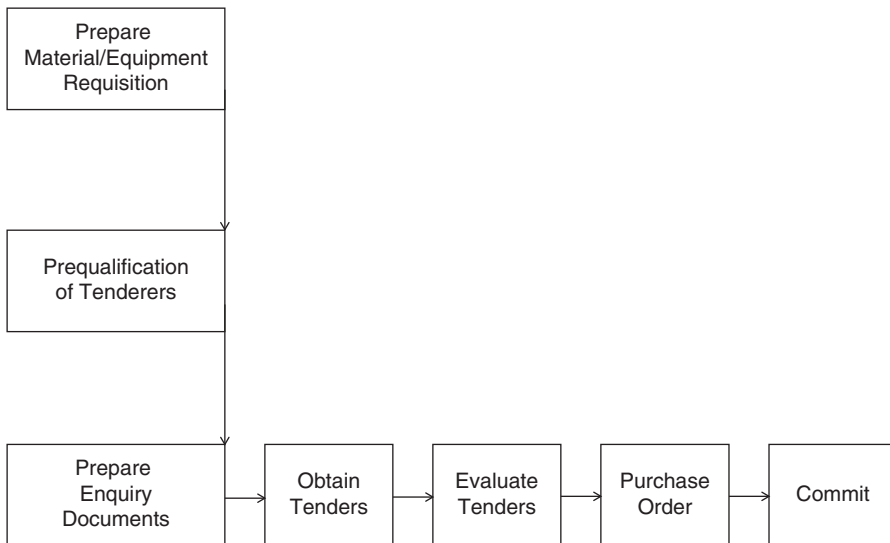 Prepare
Material/Equipment
Requisition
Prequalification
of Tenderers
Prepare
Enquiry
Documents
Obtain
Tenders
Evaluate
Tenders
Purchase
Order
Commit